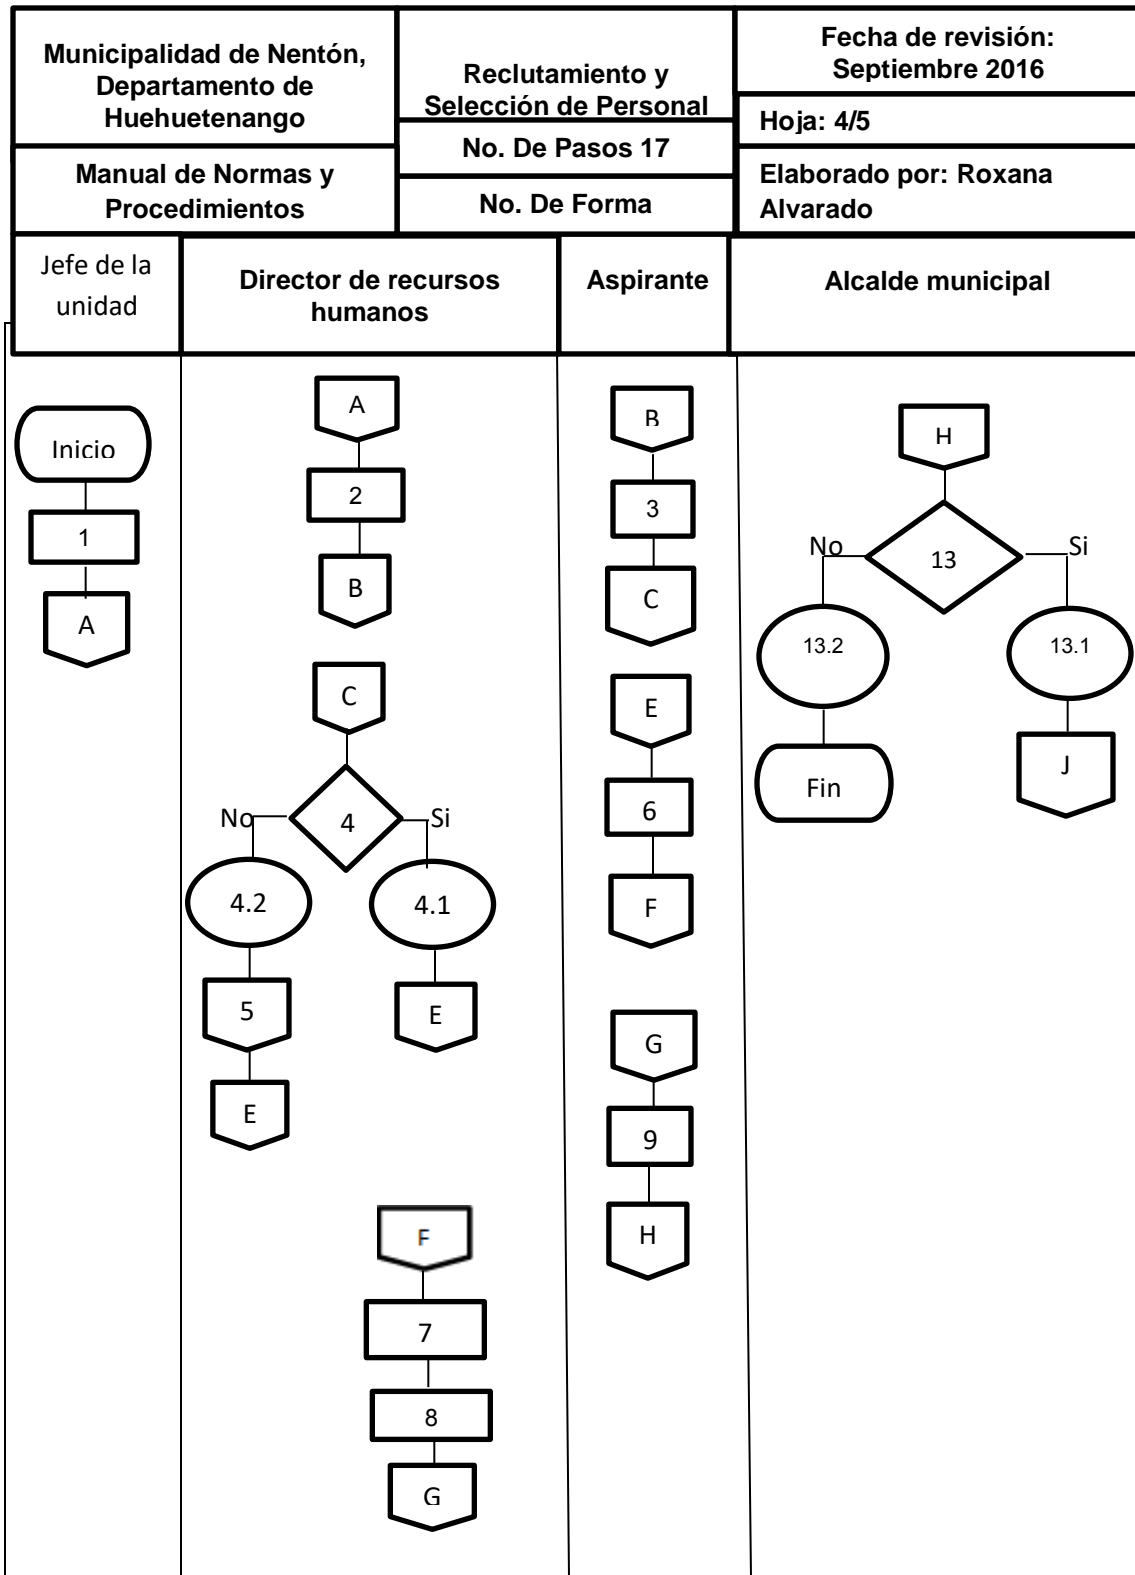 Municipalidad de Nentón,
Departamento de
Huehuetenango
Reclutamiento y
Selección de Personal
Fecha de revisión:
Septiembre 2016
Hoja: 4/5
No. De Pasos 17
Manual de Normas y
Procedimientos
No. De Forma
Elaborado por: Roxana
Alvarado
Jefe de la
unidad
Director de recursos
humanos
Aspirante
Alcalde municipal
Inicio
1
A
A
2
B
C
4
No
Si
4.2
4.1
5
E
E
F
7
8
G
B
3
C
E
6
F
G
9
H
H
13
No
Si
13.2
13.1
Fin
J